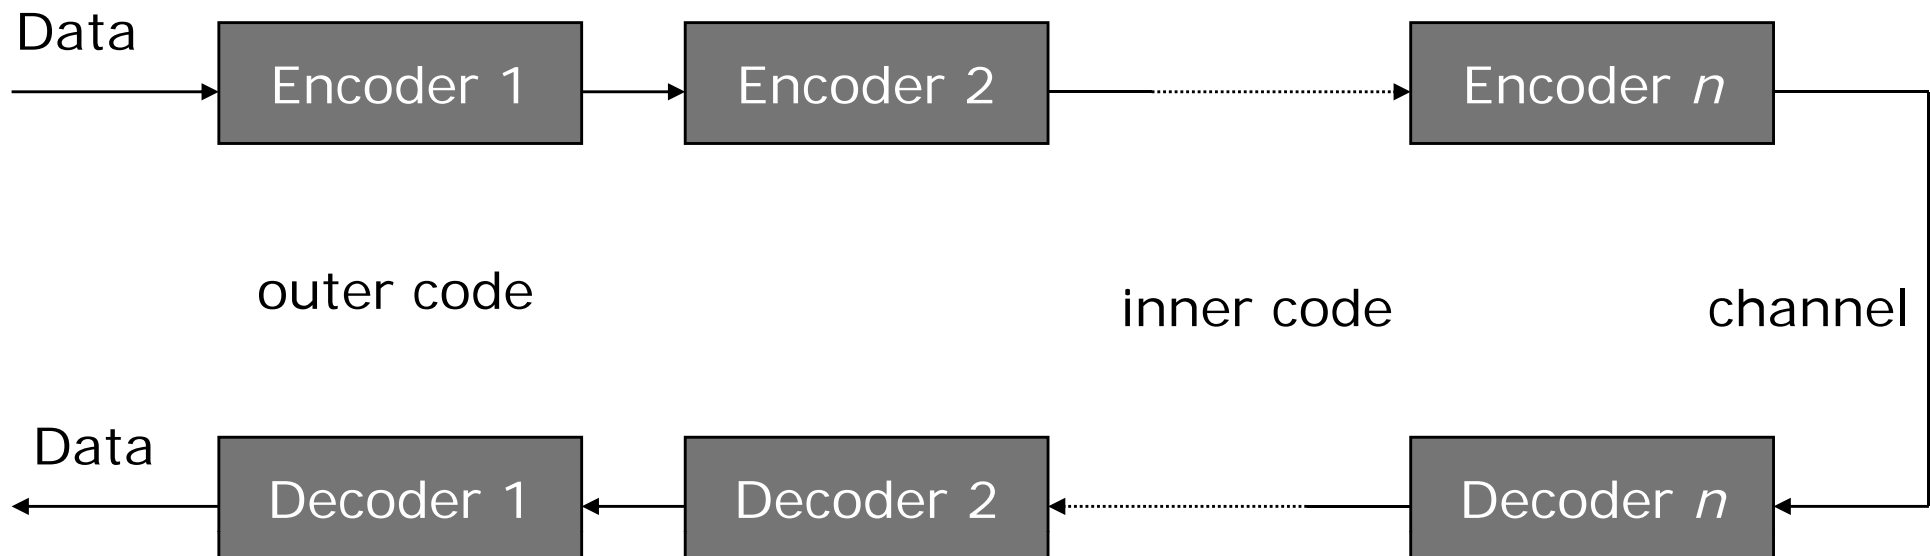 Data
Encoder 1
Encoder 2
Encoder n
outer code
inner code
channel
Data
Decoder 1
Decoder 2
Decoder n